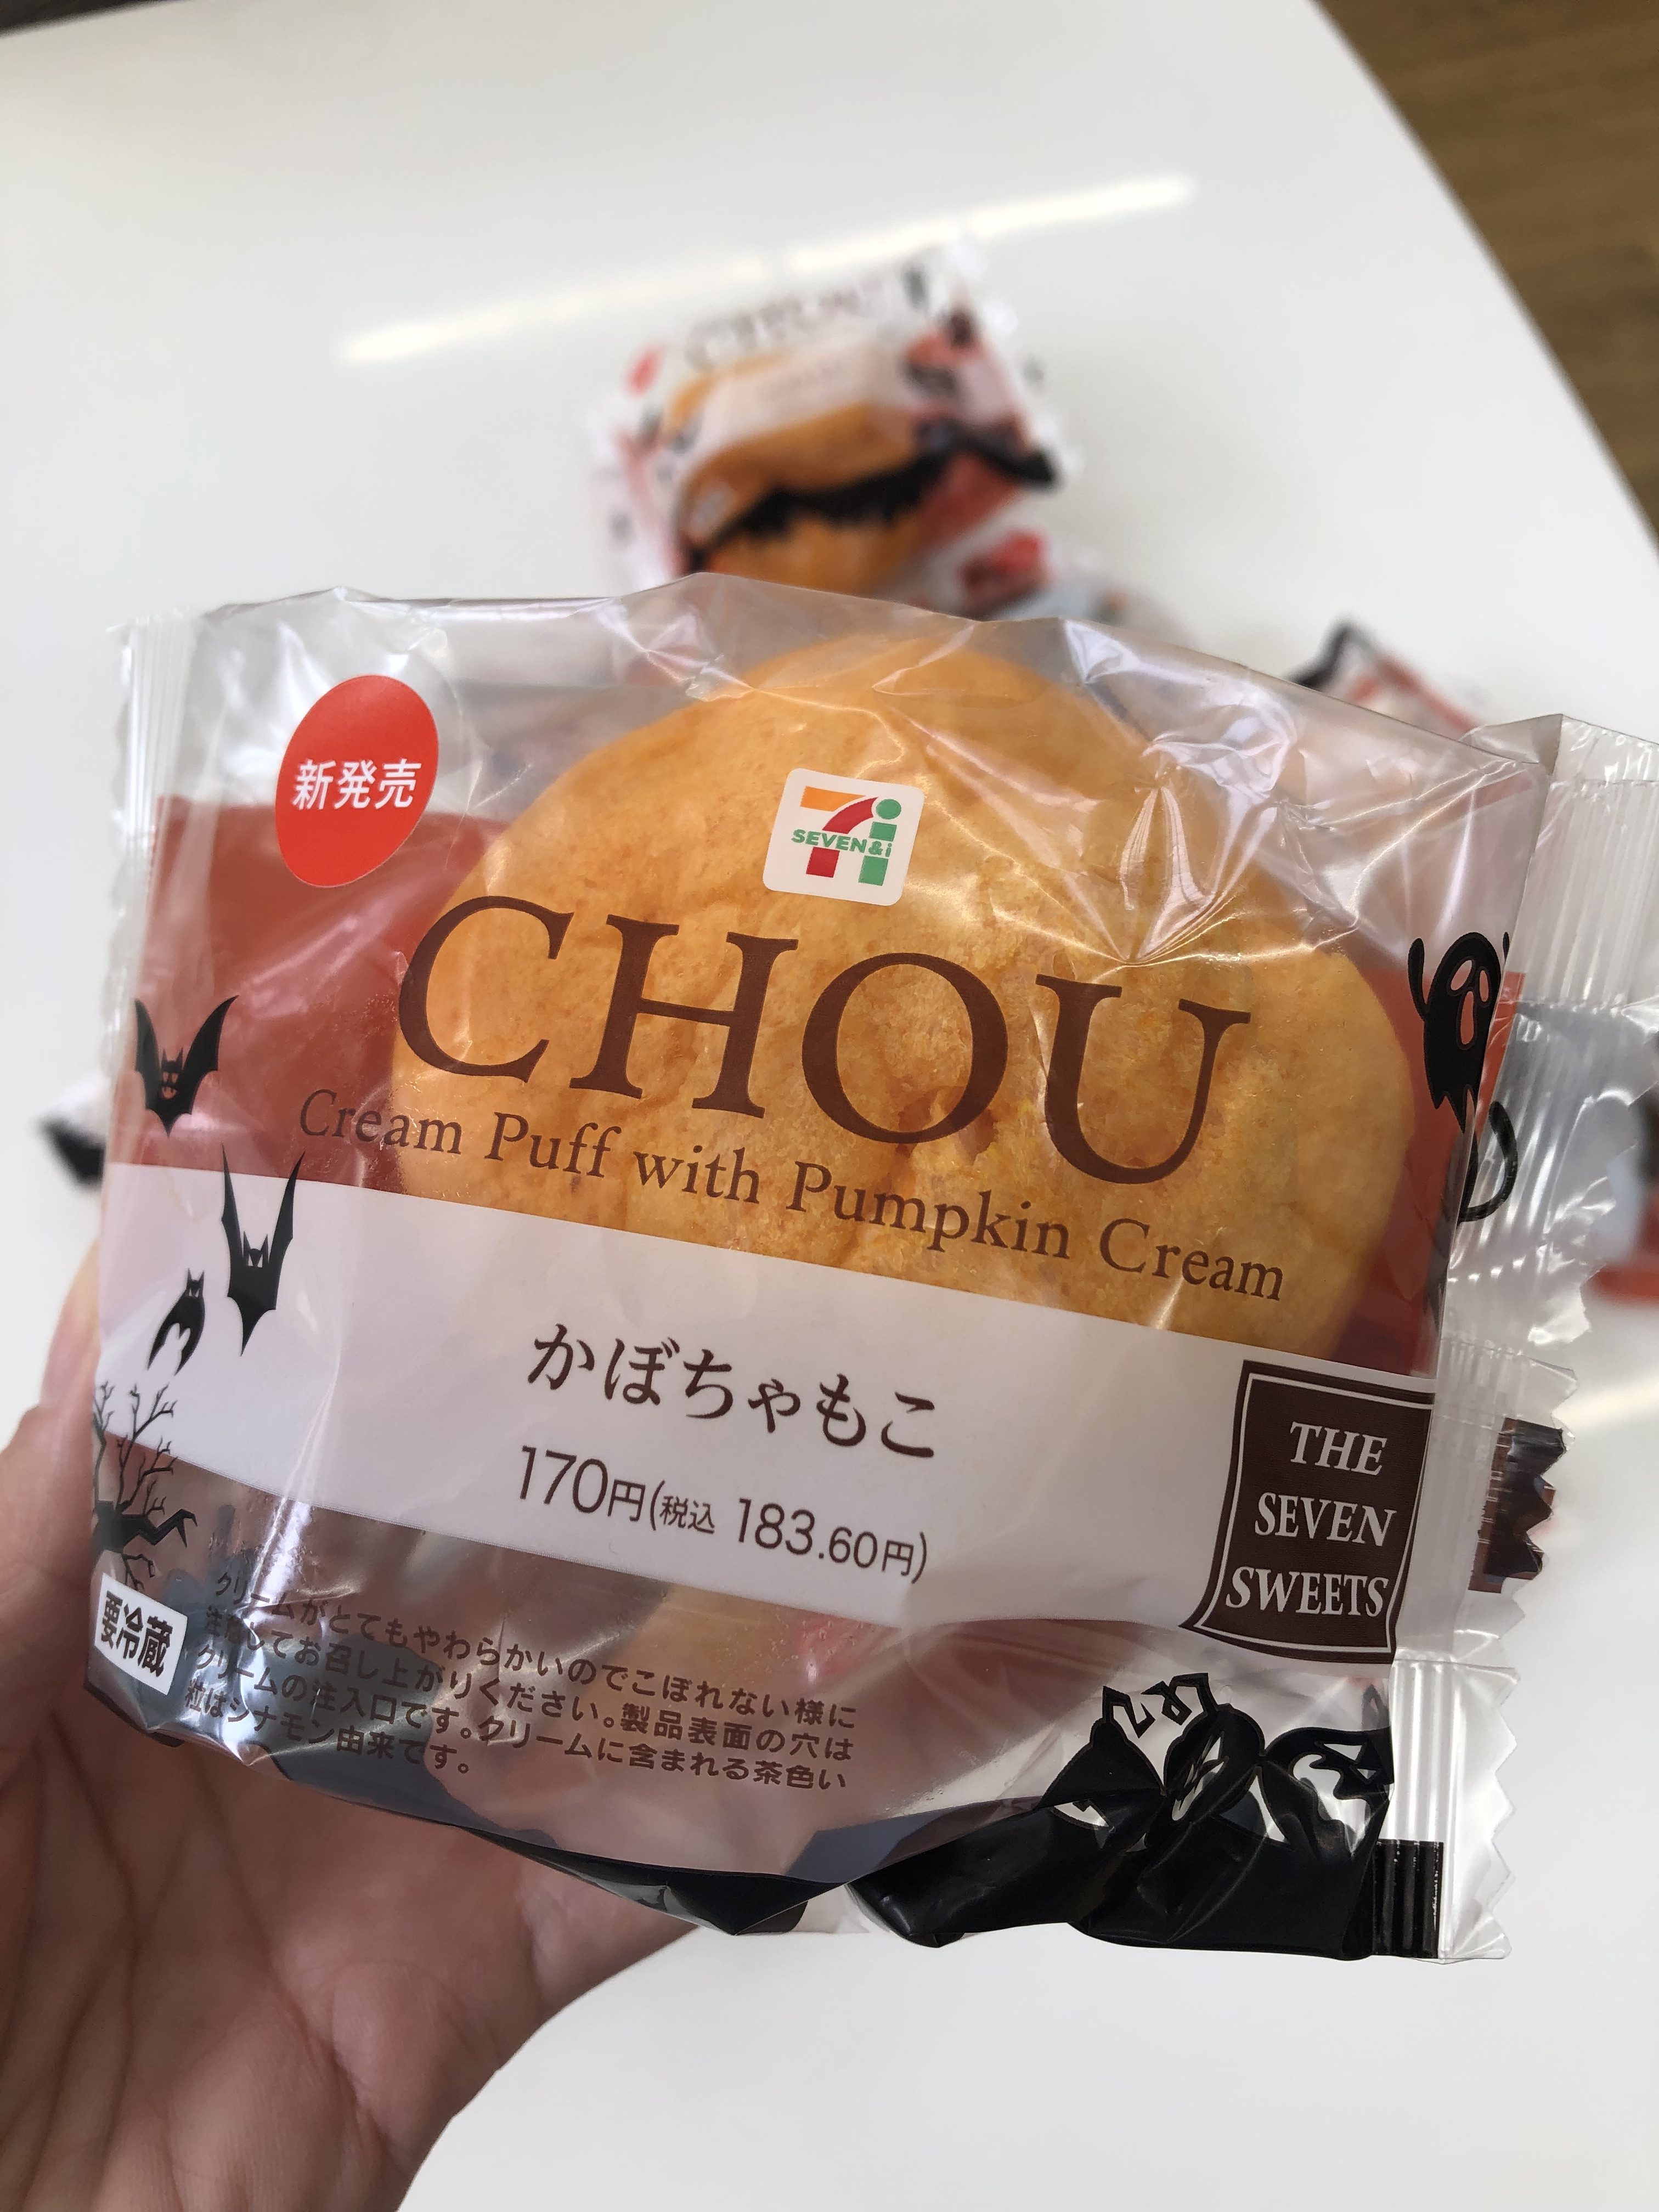 新発売
SEVEN&i
CHOU
Cream Puff with Pumpkin Cream
かぼちゃもこ
170円(税込 183.60円)
THE
SEVEN
SWEETS
要冷蔵
クリームがとてもやわらかいのでこぼれない様に
注意してお召し上がりください。製品表面の穴は
クリームの注入口です。クリームに含まれる茶色い
粒はシナモン由来です。